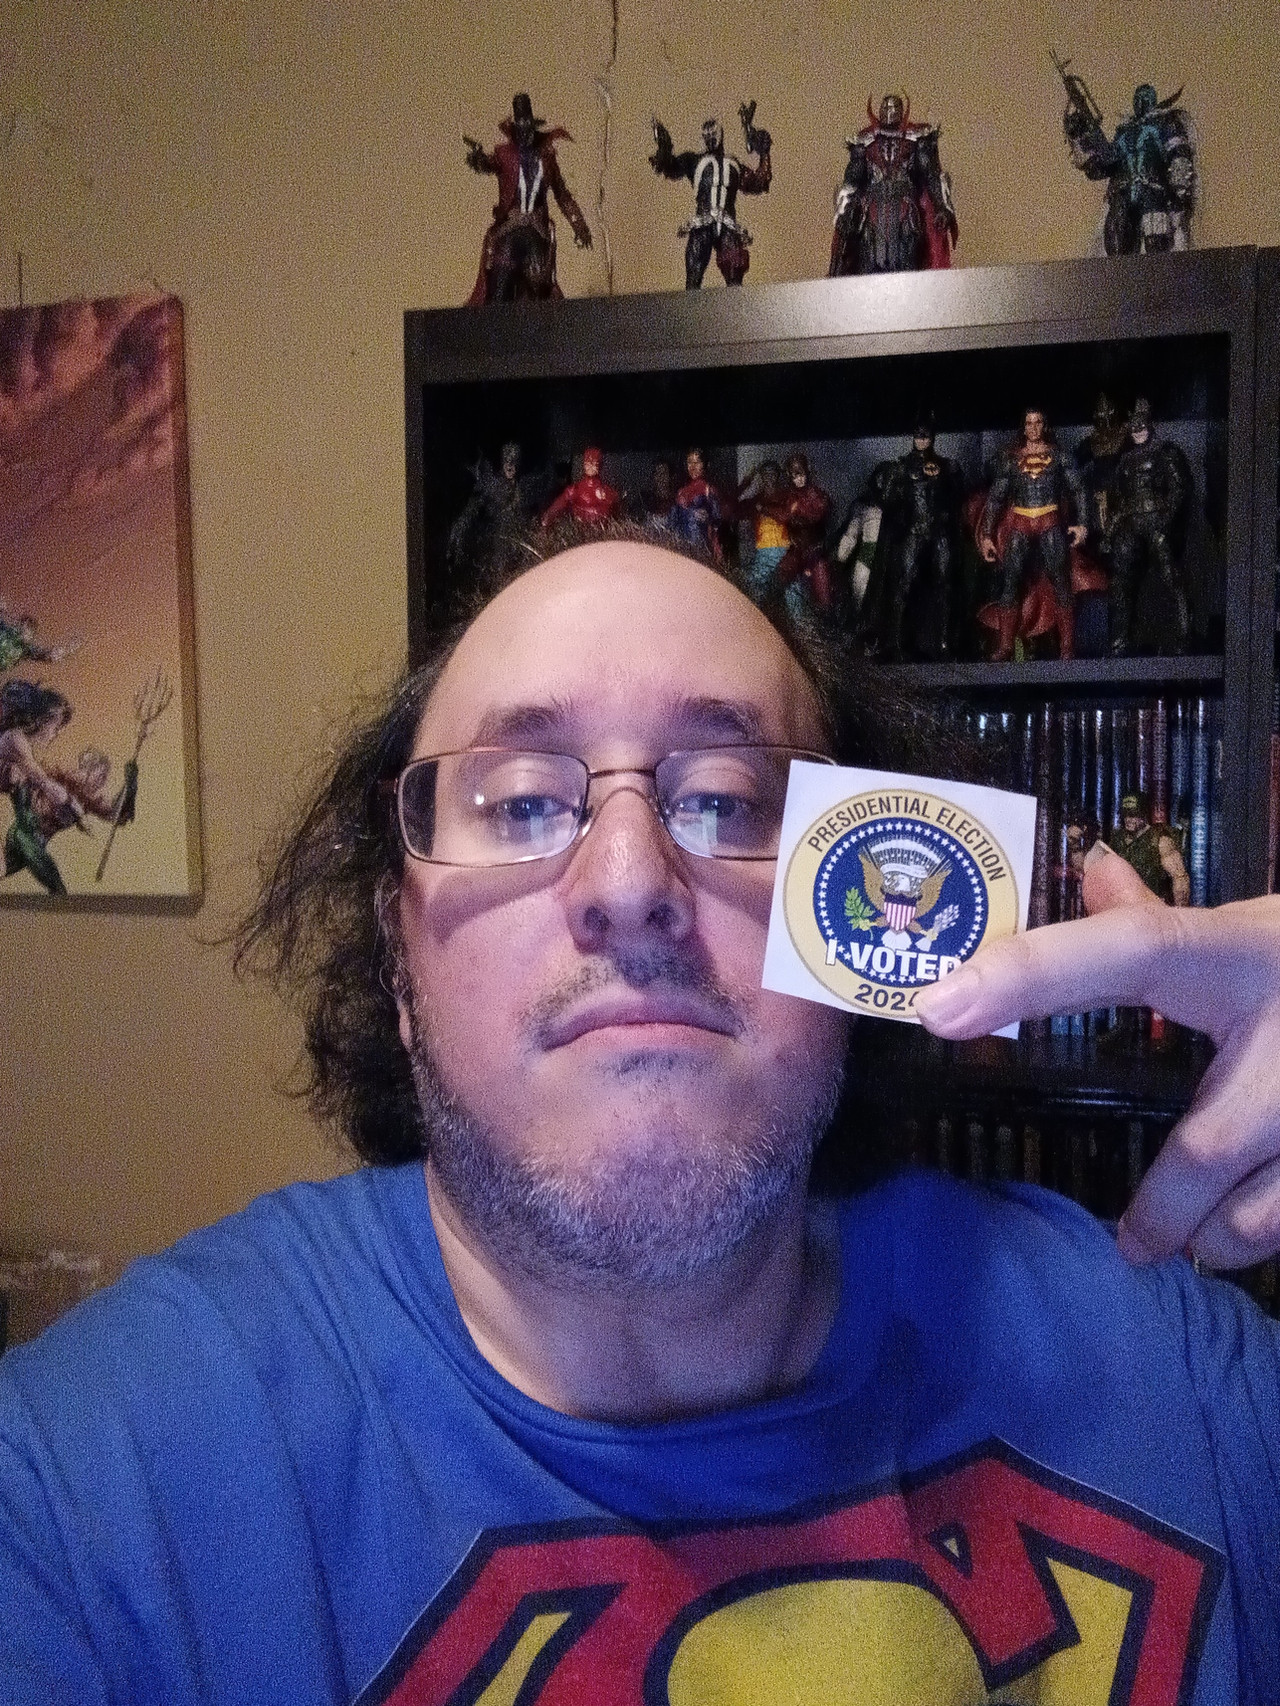 PRESIDENTIAL ELECTION
I VOTED
2024